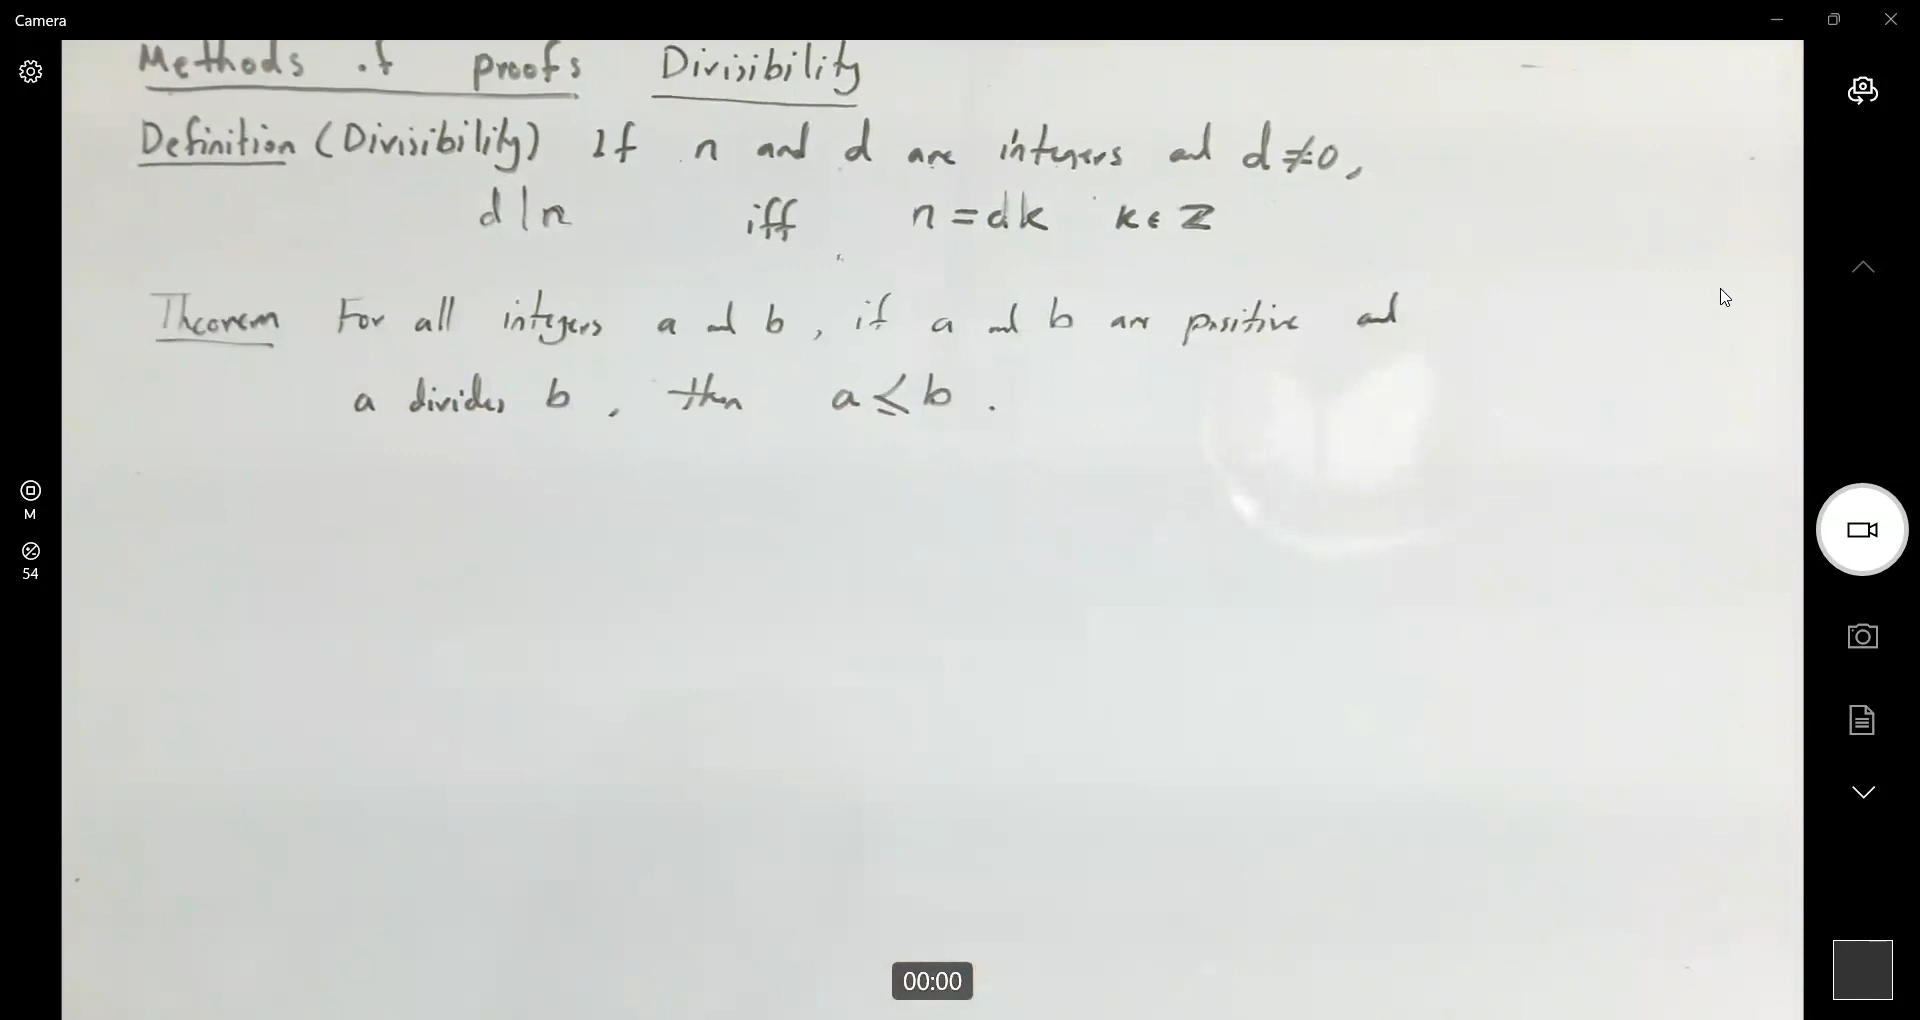 Camera
Methods of proofs Divisibility
Definition (Divisibility) If n and d are integers and d≠0,
d|n iff n=dk k∈Z
Theorem For all integers a and b, if a and b are positive and
a divides b, then a≤b.
M
54
00:00